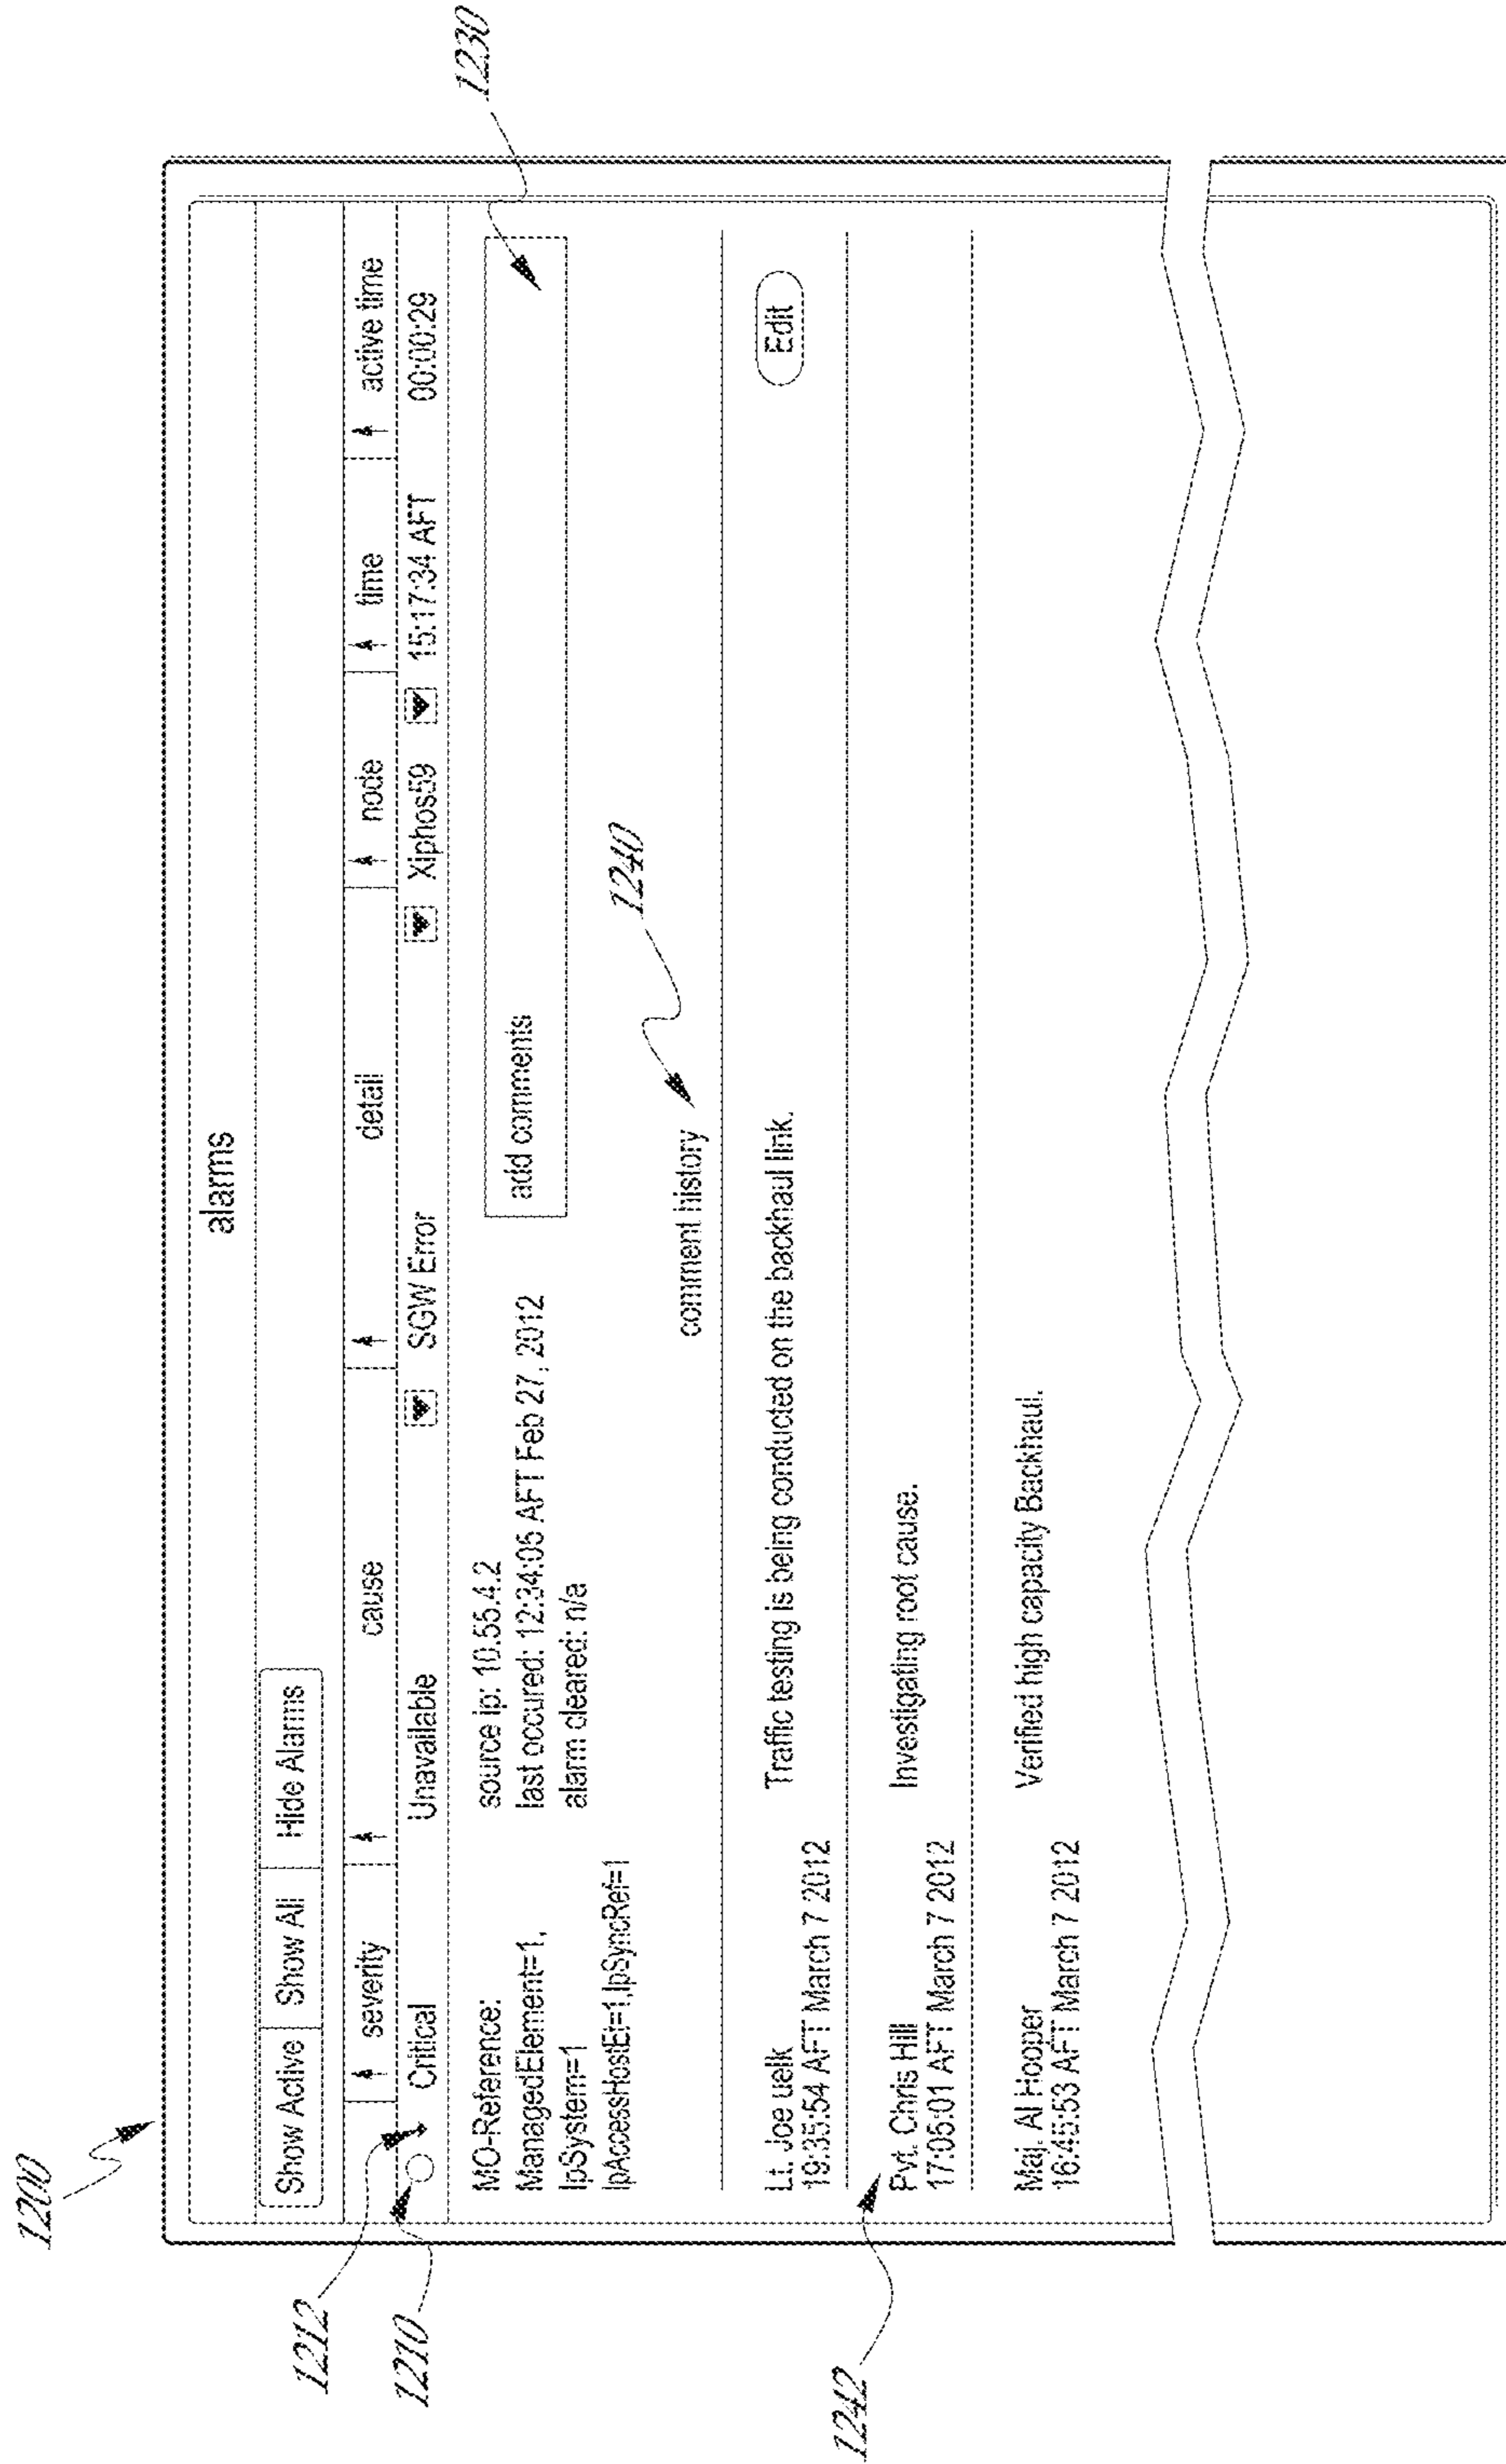 1200
alarms
Show Active Show All Hide Alarms
severity cause detail node time active time
1212
1210
Critical Unavailable SGW Error Xiphos59 15:17:34 AFT 00:00:29
MO-Reference:
ManagedElement=1,
IpSystem=1
IpAccessHostEt=1,IpSyncRef=1
source ip: 10.55.4.2
last occured: 12:34:05 AFT Feb 27, 2012
alarm cleared: n/a
add comments
1230
comment history
1240
Lt. Joe uelk
19:35:54 AFT March 7 2012
Traffic testing is being conducted on the backhaul link.
Edit
1242
Pvt. Chris Hill
17:05:01 AFT March 7 2012
Investigating root cause.
Maj. Al Hooper
16:45:53 AFT March 7 2012
Verified high capacity Backhaul.